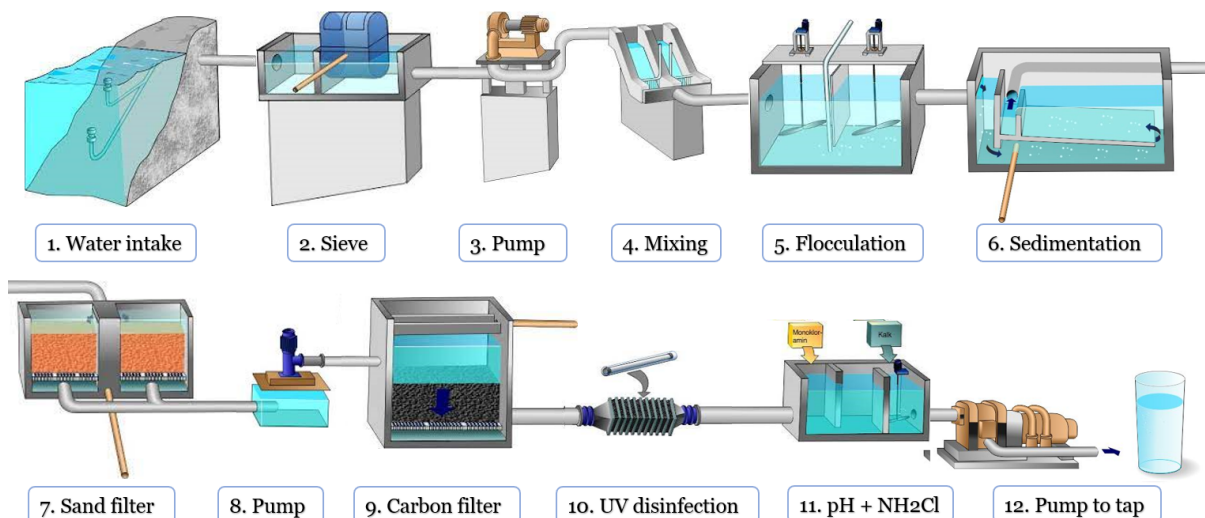 1. Water intake
2. Sieve
3. Pump
4. Mixing
5. Flocculation
6. Sedimentation
Monoklor-
amin
Kalk
7. Sand filter
8. Pump
9. Carbon filter
10. UV disinfection
11. pH + NH2Cl
12. Pump to tap